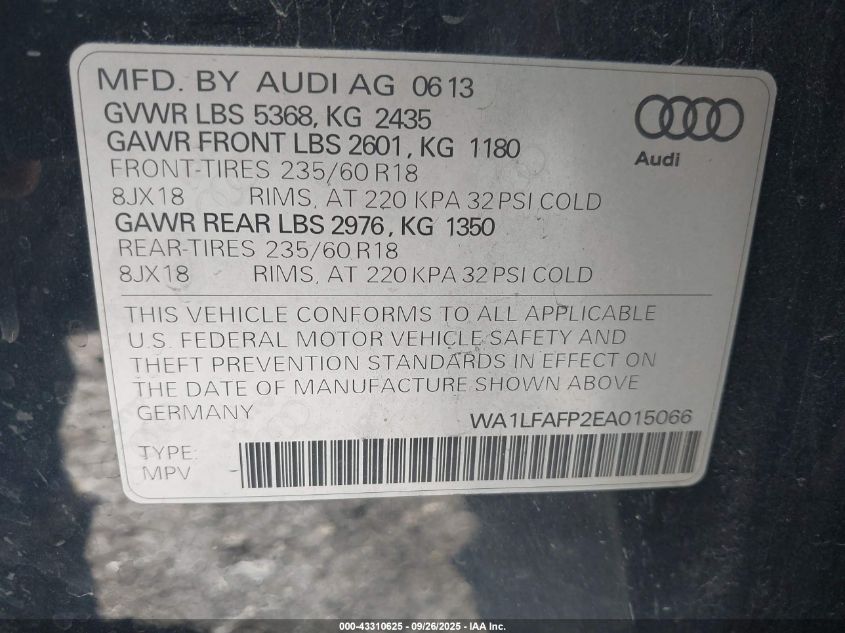 MFD. BY AUDI AG 0613
GVWR LBS 5368, KG 2435
GAWR FRONT LBS 2601, KG 1180
FRONT-TIRES 235/60 R18
8JX18 RIMS, AT 220 KPA 32 PSI COLD
GAWR REAR LBS 2976, KG 1350
REAR-TIRES 235/60 R18
8JX18 RIMS, AT 220 KPA 32 PSI COLD
Audi
THIS VEHICLE CONFORMS TO ALL APPLICABLE
U.S. FEDERAL MOTOR VEHICLE SAFETY AND
THEFT PREVENTION STANDARDS IN EFFECT ON
THE DATE OF MANUFACTURE SHOWN ABOVE
GERMANY WA1LFAFP2EA015066
TYPE:
MPV
000-43310625 - 09/26/2025 - IAA Inc.